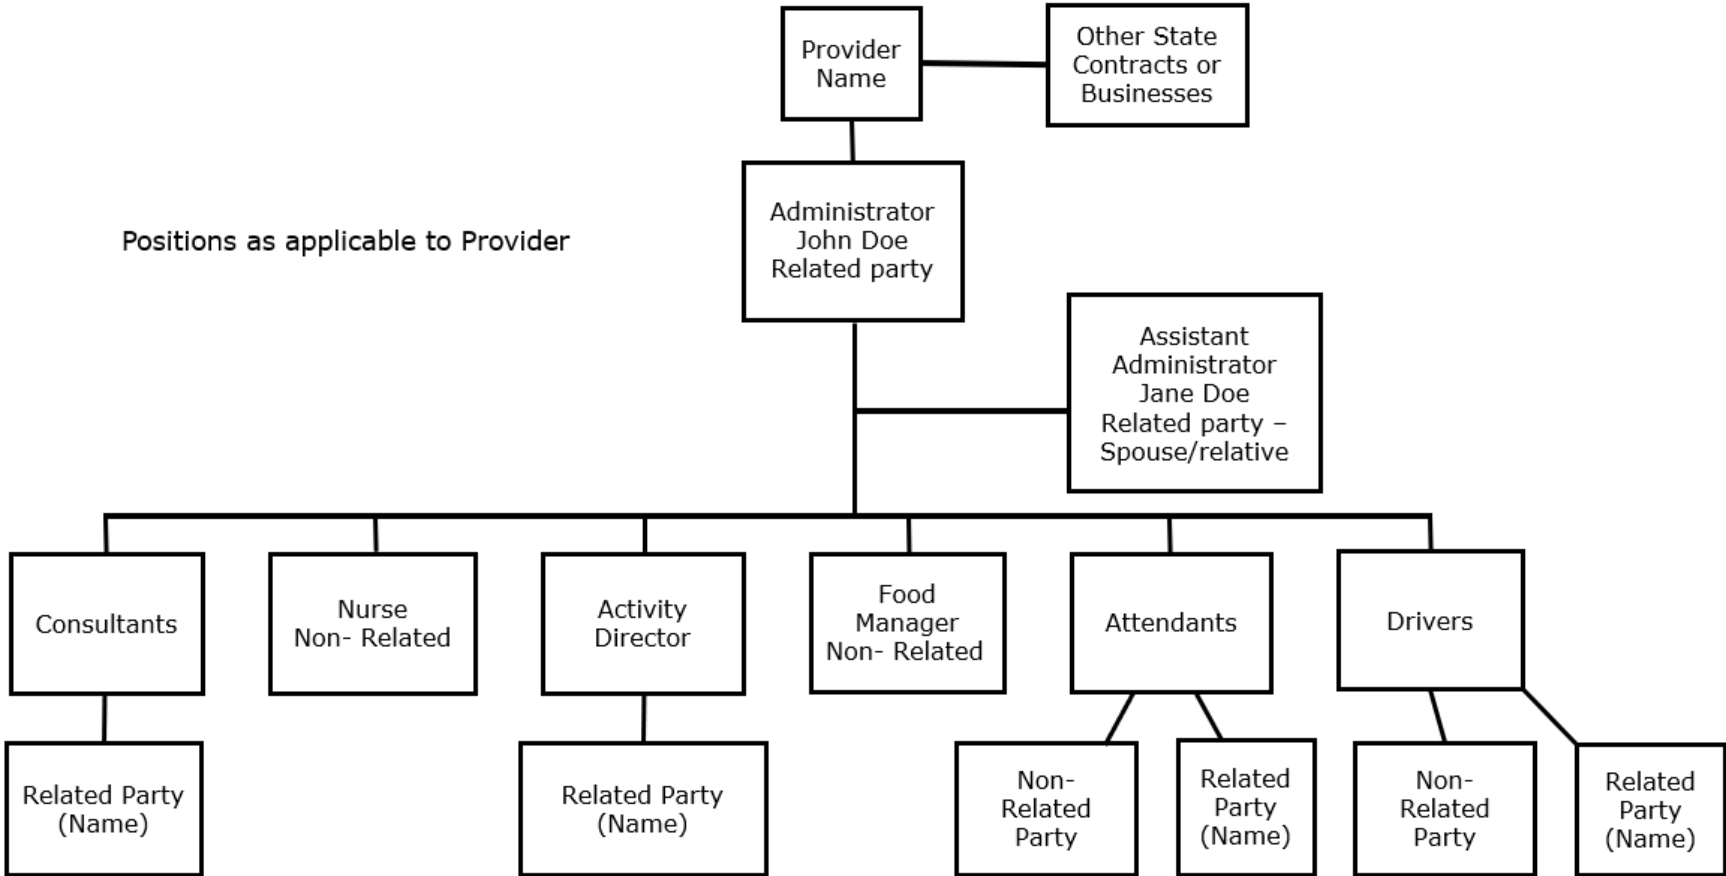 Provider
Name
Other State
Contracts or
Businesses
Administrator
John Doe
Related party
Positions as applicable to Provider
Assistant
Administrator
Jane Doe
Related party –
Spouse/relative
Consultants
Nurse
Non- Related
Activity
Director
Food
Manager
Non- Related
Attendants
Drivers
Related Party
(Name)
Related Party
(Name)
Non-
Related
Party
Related
Party
(Name)
Non-
Related
Party
Related
Party
(Name)